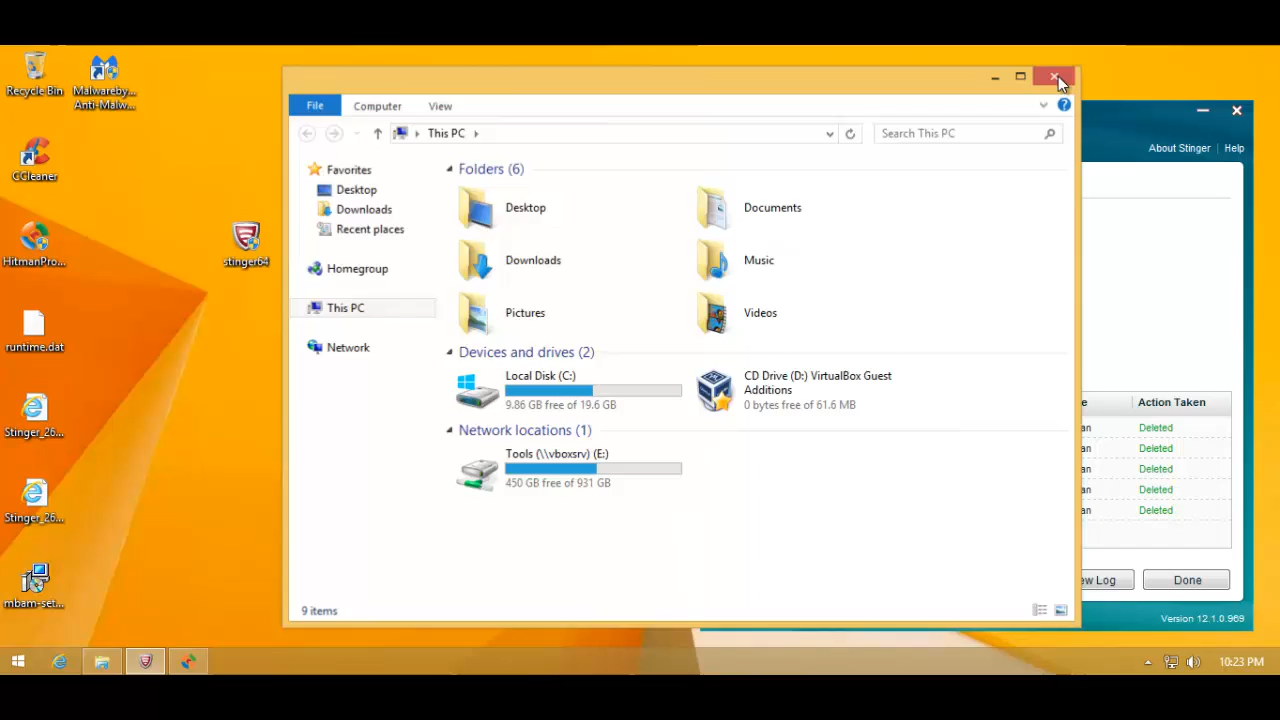 Recycle Bin
Malwareby...
Anti-Malw...
CCleaner
HitmanPro...
stinger64
runtime.dat
Stinger_26...
Stinger_26...
mbam-set...
File
Computer
View
This PC
Search This PC
Favorites
Desktop
Downloads
Recent places
Homegroup
This PC
Network
Folders (6)
Desktop
Documents
Downloads
Music
Pictures
Videos
Devices and drives (2)
Local Disk (C:)
9.86 GB free of 19.6 GB
CD Drive (D:) VirtualBox Guest
Additions
0 bytes free of 61.6 MB
Network locations (1)
Tools (\\vboxsrv) (E:)
450 GB free of 931 GB
9 items
About Stinger
Help
e
Action Taken
an
Deleted
an
Deleted
an
Deleted
an
Deleted
an
Deleted
ew Log
Done
Version 12.1.0.969
10:23 PM